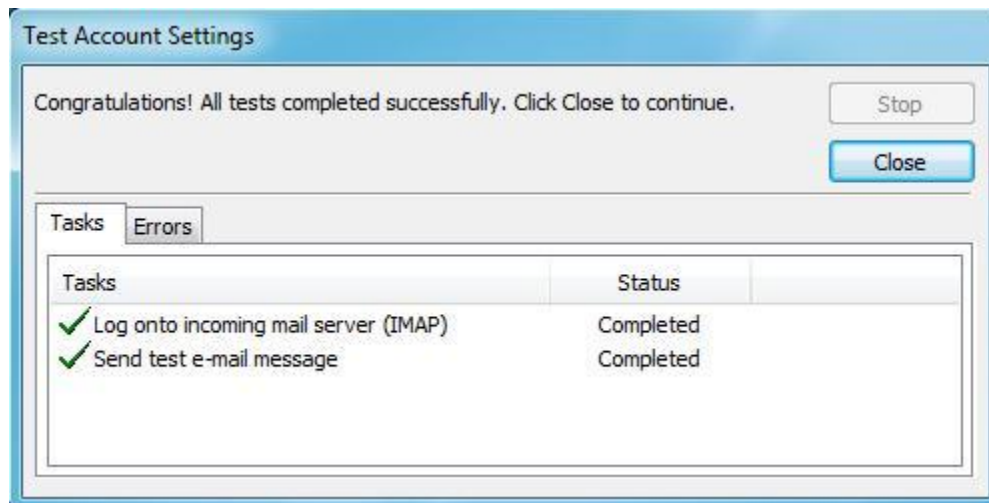 Test Account Settings
Congratulations! All tests completed successfully. Click Close to continue.
Stop
Close
Tasks Errors
Tasks Status
Log onto incoming mail server (IMAP) Completed
Send test e-mail message Completed